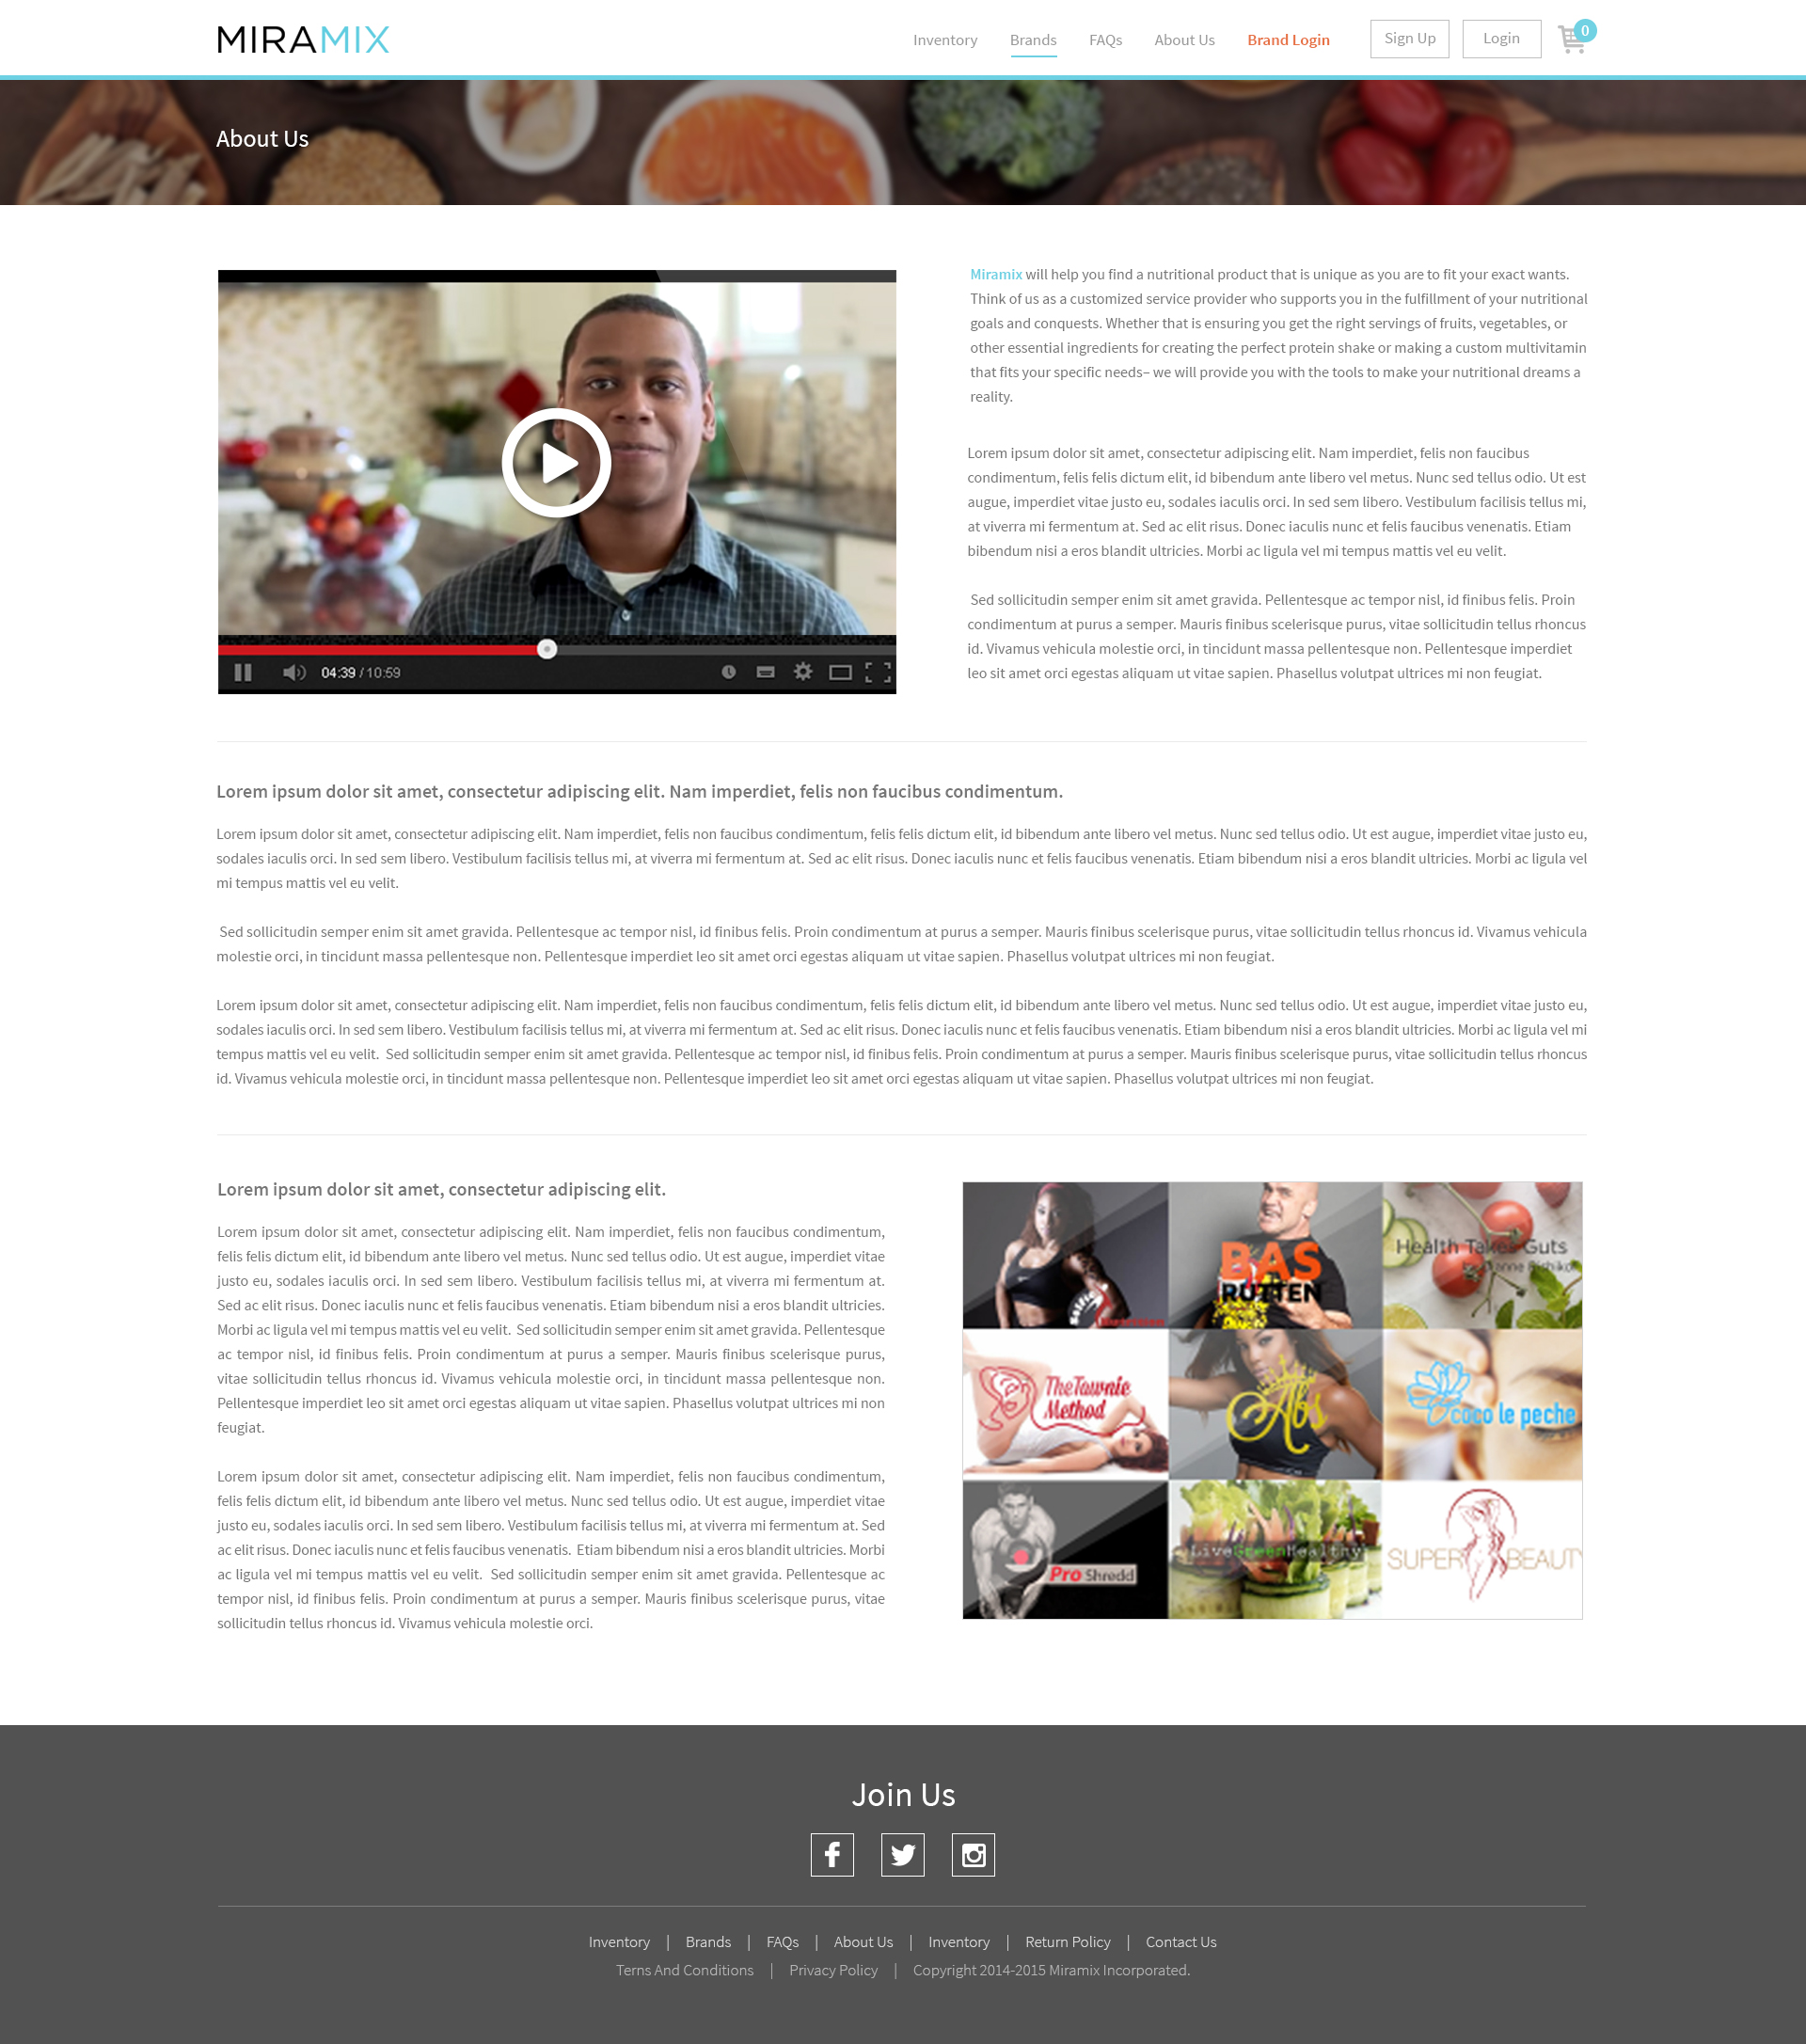 MIRAMIX
Inventory Brands FAQs About Us Brand Login Sign Up Login 0
About Us
04:39 / 10:59
Miramix will help you find a nutritional product that is unique as you are to fit your exact wants.
Think of us as a customized service provider who supports you in the fulfillment of your nutritional
goals and conquests. Whether that is ensuring you get the right servings of fruits, vegetables, or
other essential ingredients for creating the perfect protein shake or making a custom multivitamin
that fits your specific needs– we will provide you with the tools to make your nutritional dreams a
reality.
Lorem ipsum dolor sit amet, consectetur adipiscing elit. Nam imperdiet, felis non faucibus
condimentum, felis felis dictum elit, id bibendum ante libero vel metus. Nunc sed tellus odio. Ut est
augue, imperdiet vitae justo eu, sodales iaculis orci. In sed sem libero. Vestibulum facilisis tellus mi,
at viverra mi fermentum at. Sed ac elit risus. Donec iaculis nunc et felis faucibus venenatis. Etiam
bibendum nisi a eros blandit ultricies. Morbi ac ligula vel mi tempus mattis vel eu velit.
Sed sollicitudin semper enim sit amet gravida. Pellentesque ac tempor nisl, id finibus felis. Proin
condimentum at purus a semper. Mauris finibus scelerisque purus, vitae sollicitudin tellus rhoncus
id. Vivamus vehicula molestie orci, in tincidunt massa pellentesque non. Pellentesque imperdiet
leo sit amet orci egestas aliquam ut vitae sapien. Phasellus volutpat ultrices mi non feugiat.
Lorem ipsum dolor sit amet, consectetur adipiscing elit. Nam imperdiet, felis non faucibus condimentum.
Lorem ipsum dolor sit amet, consectetur adipiscing elit. Nam imperdiet, felis non faucibus condimentum, felis felis dictum elit, id bibendum ante libero vel metus. Nunc sed tellus odio. Ut est augue, imperdiet vitae justo eu,
sodales iaculis orci. In sed sem libero. Vestibulum facilisis tellus mi, at viverra mi fermentum at. Sed ac elit risus. Donec iaculis nunc et felis faucibus venenatis. Etiam bibendum nisi a eros blandit ultricies. Morbi ac ligula vel
mi tempus mattis vel eu velit.
Sed sollicitudin semper enim sit amet gravida. Pellentesque ac tempor nisl, id finibus felis. Proin condimentum at purus a semper. Mauris finibus scelerisque purus, vitae sollicitudin tellus rhoncus id. Vivamus vehicula
molestie orci, in tincidunt massa pellentesque non. Pellentesque imperdiet leo sit amet orci egestas aliquam ut vitae sapien. Phasellus volutpat ultrices mi non feugiat.
Lorem ipsum dolor sit amet, consectetur adipiscing elit. Nam imperdiet, felis non faucibus condimentum, felis felis dictum elit, id bibendum ante libero vel metus. Nunc sed tellus odio. Ut est augue, imperdiet vitae justo eu,
sodales iaculis orci. In sed sem libero. Vestibulum facilisis tellus mi, at viverra mi fermentum at. Sed ac elit risus. Donec iaculis nunc et felis faucibus venenatis. Etiam bibendum nisi a eros blandit ultricies. Morbi ac ligula vel mi
tempus mattis vel eu velit. Sed sollicitudin semper enim sit amet gravida. Pellentesque ac tempor nisl, id finibus felis. Proin condimentum at purus a semper. Mauris finibus scelerisque purus, vitae sollicitudin tellus rhoncus
id. Vivamus vehicula molestie orci, in tincidunt massa pellentesque non. Pellentesque imperdiet leo sit amet orci egestas aliquam ut vitae sapien. Phasellus volutpat ultrices mi non feugiat.
Lorem ipsum dolor sit amet, consectetur adipiscing elit.
Lorem ipsum dolor sit amet, consectetur adipiscing elit. Nam imperdiet, felis non faucibus condimentum,
felis felis dictum elit, id bibendum ante libero vel metus. Nunc sed tellus odio. Ut est augue, imperdiet vitae
justo eu, sodales iaculis orci. In sed sem libero. Vestibulum facilisis tellus mi, at viverra mi fermentum at.
Sed ac elit risus. Donec iaculis nunc et felis faucibus venenatis. Etiam bibendum nisi a eros blandit ultricies.
Morbi ac ligula vel mi tempus mattis vel eu velit. Sed sollicitudin semper enim sit amet gravida. Pellentesque
ac tempor nisl, id finibus felis. Proin condimentum at purus a semper. Mauris finibus scelerisque purus,
vitae sollicitudin tellus rhoncus id. Vivamus vehicula molestie orci, in tincidunt massa pellentesque non.
Pellentesque imperdiet leo sit amet orci egestas aliquam ut vitae sapien. Phasellus volutpat ultrices mi non
feugiat.
Lorem ipsum dolor sit amet, consectetur adipiscing elit. Nam imperdiet, felis non faucibus condimentum,
felis felis dictum elit, id bibendum ante libero vel metus. Nunc sed tellus odio. Ut est augue, imperdiet vitae
justo eu, sodales iaculis orci. In sed sem libero. Vestibulum facilisis tellus mi, at viverra mi fermentum at. Sed
ac elit risus. Donec iaculis nunc et felis faucibus venenatis. Etiam bibendum nisi a eros blandit ultricies. Morbi
ac ligula vel mi tempus mattis vel eu velit. Sed sollicitudin semper enim sit amet gravida. Pellentesque ac
tempor nisl, id finibus felis. Proin condimentum at purus a semper. Mauris finibus scelerisque purus, vitae
sollicitudin tellus rhoncus id. Vivamus vehicula molestie orci.
BAS
RUTTEN
Health Takes Guts
The Tawnie
Method
Abs
coco le peche
Pro Shredd
LiveGreenHealthy
SUPER BEAUTY
Join Us
Inventory | Brands | FAQs | About Us | Inventory | Return Policy | Contact Us
Terns And Conditions | Privacy Policy | Copyright 2014-2015 Miramix Incorporated.